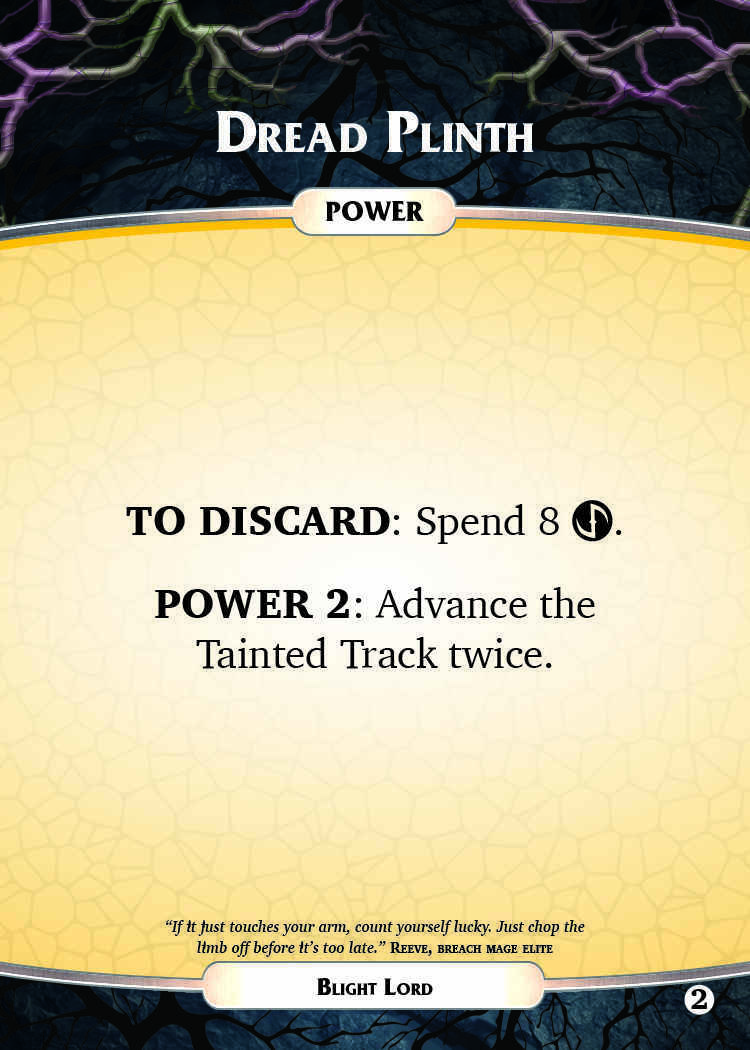 Dread Plinth
POWER
TO DISCARD: Spend 8 .
POWER 2: Advance the
Tainted Track twice.
“If it just touches your arm, count yourself lucky. Just chop the
limb off before it’s too late.” Reeve, breach mage elite
Blight Lord
2